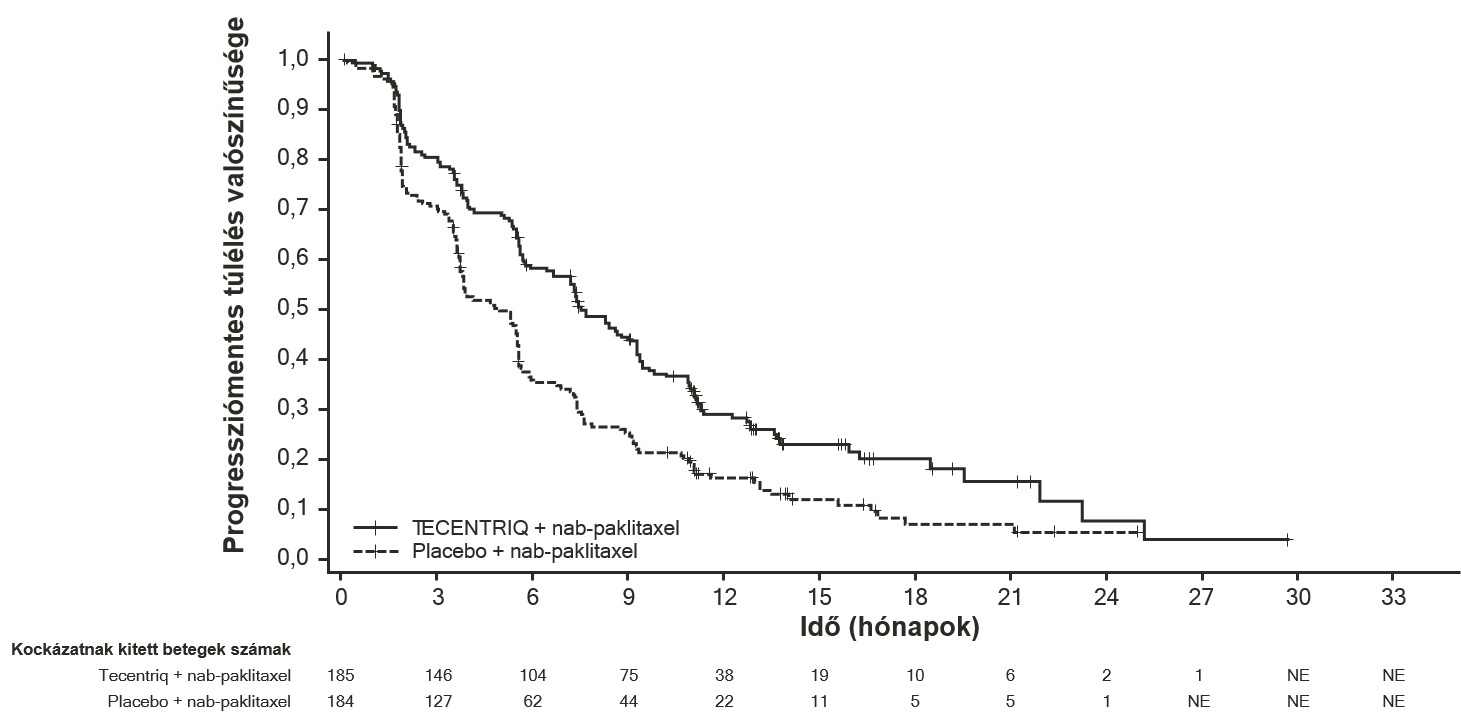 Progressziómentes túlélés valószínűsége
1,0
0,9
0,8
0,7
0,6
0,5
0,4
0,3
0,2
0,1
0,0
TECENTRIQ + nab-paklitaxel
Placebo + nab-paklitaxel
0 3 6 9 12 15 18 21 24 27 30 33
Idő (hónapok)
Kockázatnak kitett betegek számak
Tecentriq + nab-paklitaxel 185 146 104 75 38 19 10 6 2 1 NE NE
Placebo + nab-paklitaxel 184 127 62 44 22 11 5 5 1 NE NE NE